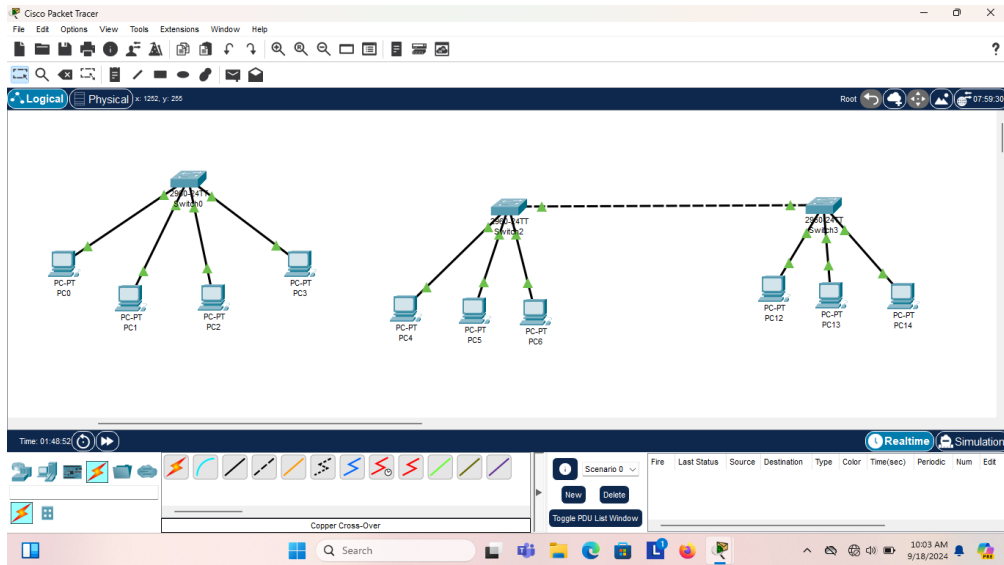 Cisco Packet Tracer
File Edit Options View Tools Extensions Window Help
?
Logical Physical x: 1252, y: 256 Root 07:59:30
2960-24TT
Switch0
2960-24TT
Switch2
2960-24TT
Switch3
PC-PT
PC0
PC-PT
PC1
PC-PT
PC2
PC-PT
PC3
PC-PT
PC4
PC-PT
PC5
PC-PT
PC6
PC-PT
PC12
PC-PT
PC13
PC-PT
PC14
Time: 01:48:52 Realtime Simulation
Scenario 0
New Delete
Toggle PDU List Window
Fire Last Status Source Destination Type Color Time(sec) Periodic Num Edit
Copper Cross-Over
Search
10:03 AM
9/18/2024
PRE